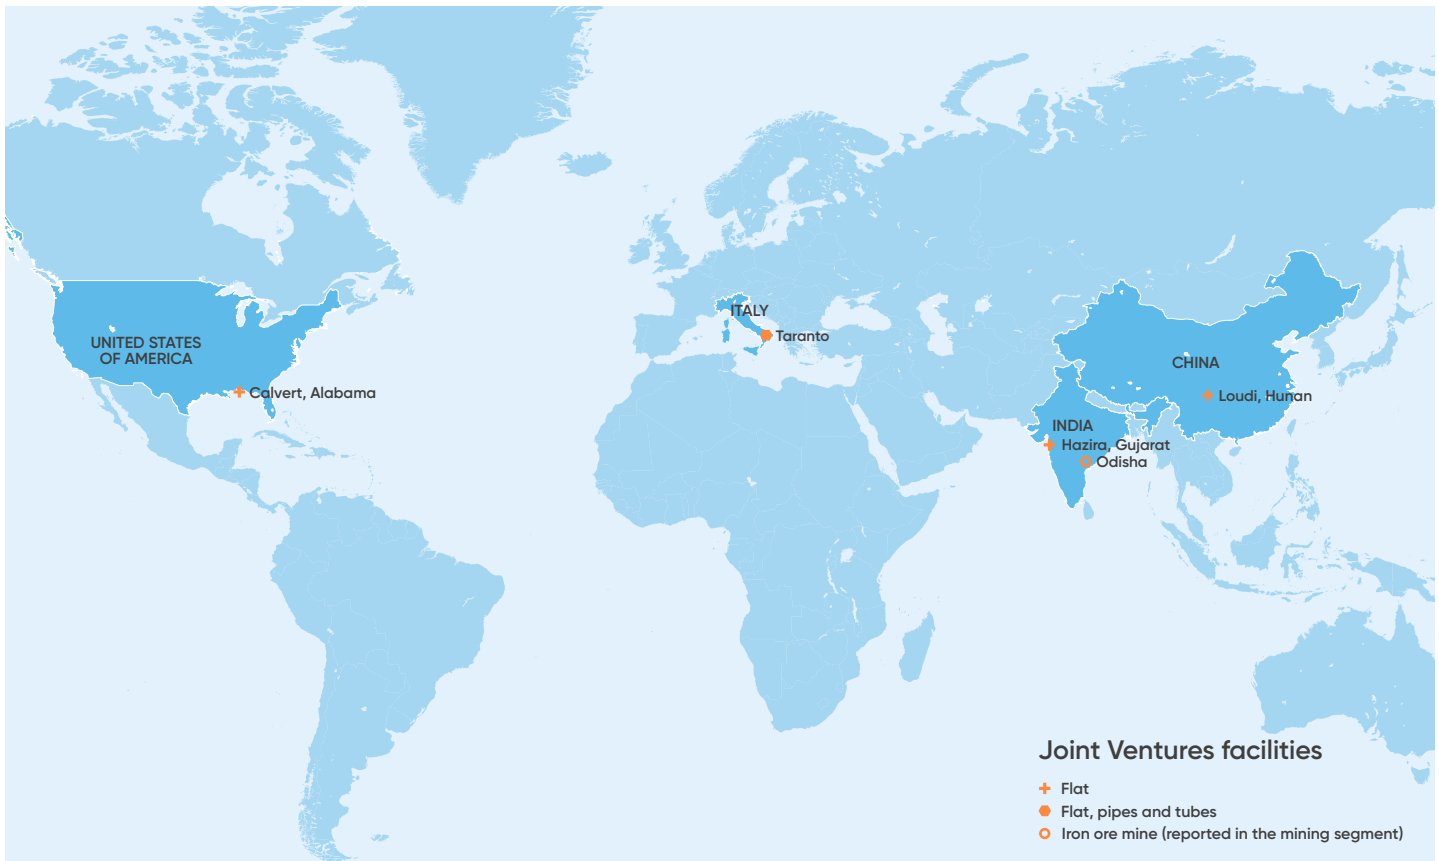 UNITED STATES
OF AMERICA
Calvert, Alabama
ITALY
Taranto
CHINA
Loudi, Hunan
INDIA
Hazira, Gujarat
Odisha
Joint Ventures facilities
Flat
Flat, pipes and tubes
Iron ore mine (reported in the mining segment)